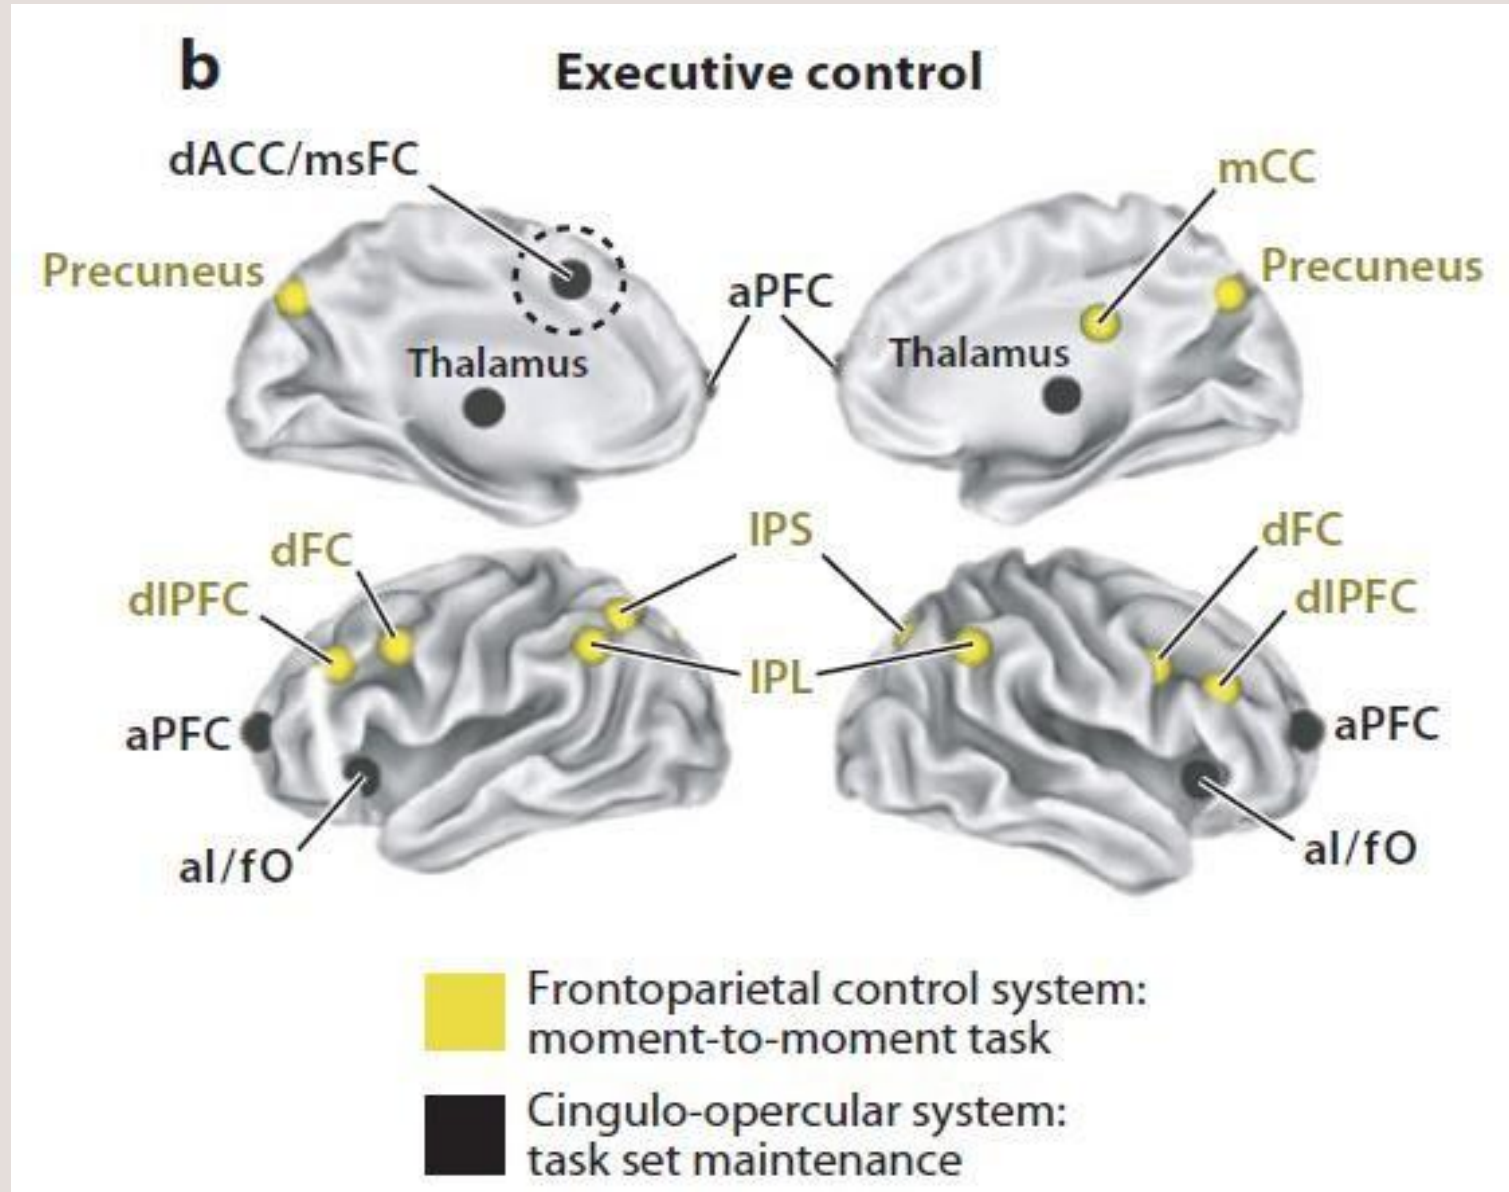 b
Executive control
dACC/msFC
mCC
Precuneus
Precuneus
aPFC
Thalamus
Thalamus
IPS
dFC
dFC
dlPFC
dlPFC
IPL
aPFC
aPFC
aI/fO
aI/fO
Frontoparietal control system:
moment-to-moment task
Cingulo-opercular system:
task set maintenance